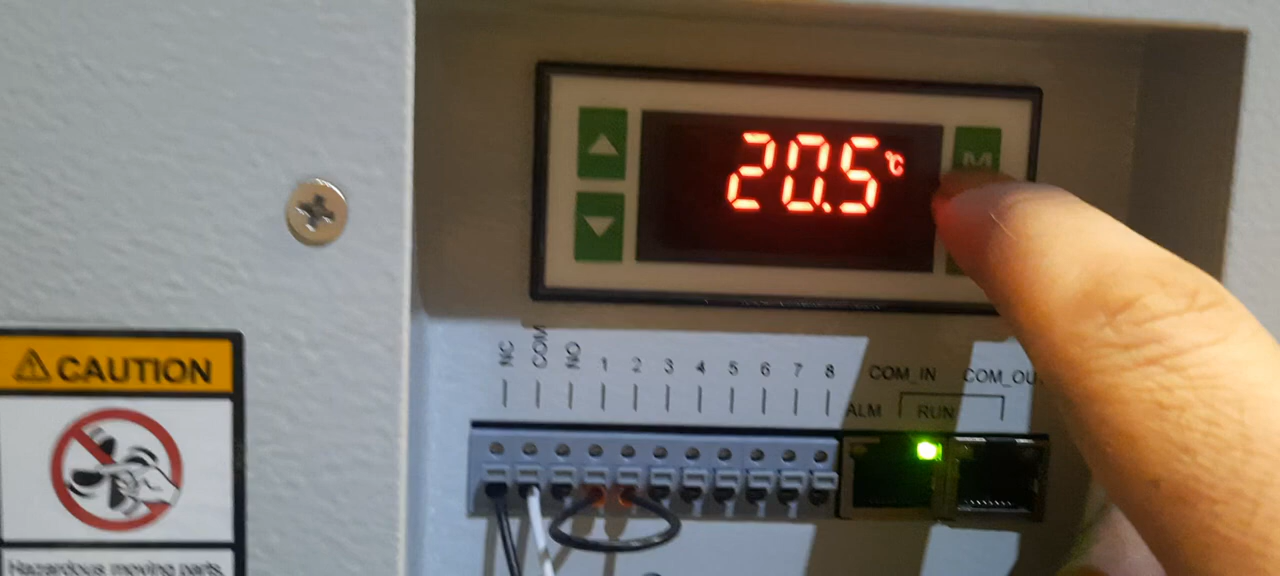 20.5°C
M
NC COM NO 1 2 3 4 5 6 7 8
COM_IN COM_OU
ALM RUN
CAUTION
Hazardous moving parts.